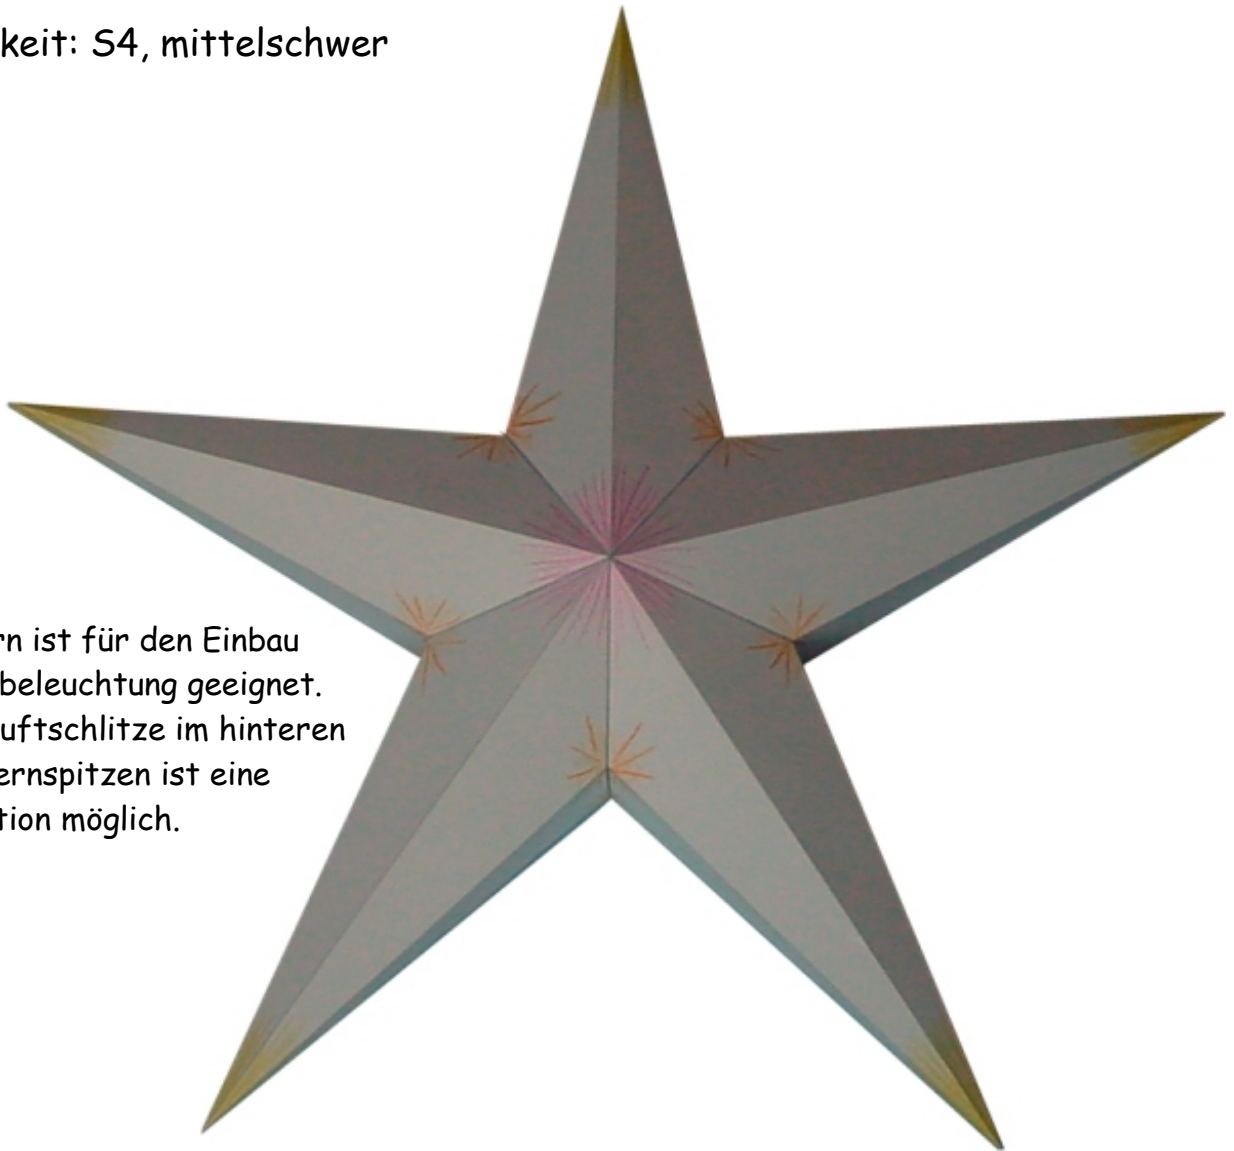 keit: S4, mittelschwer
rn ist für den Einbau
beleuchtung geeignet.
uftschlitze im hinteren
ernspitzen ist eine
tion möglich.